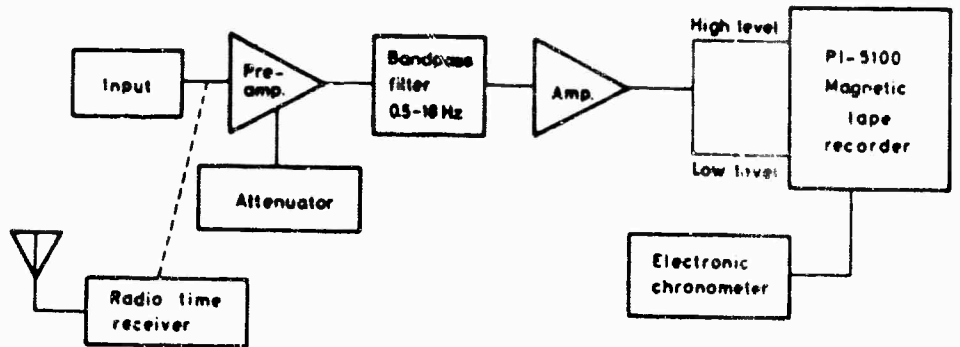 High level
Input
Pre-
amp.
Bandpass
filter
0.5-16 Hz
Amp.
PI-5100
Magnetic
tape
recorder
Low level
Attenuator
Electronic
chronometer
Radio time
receiver